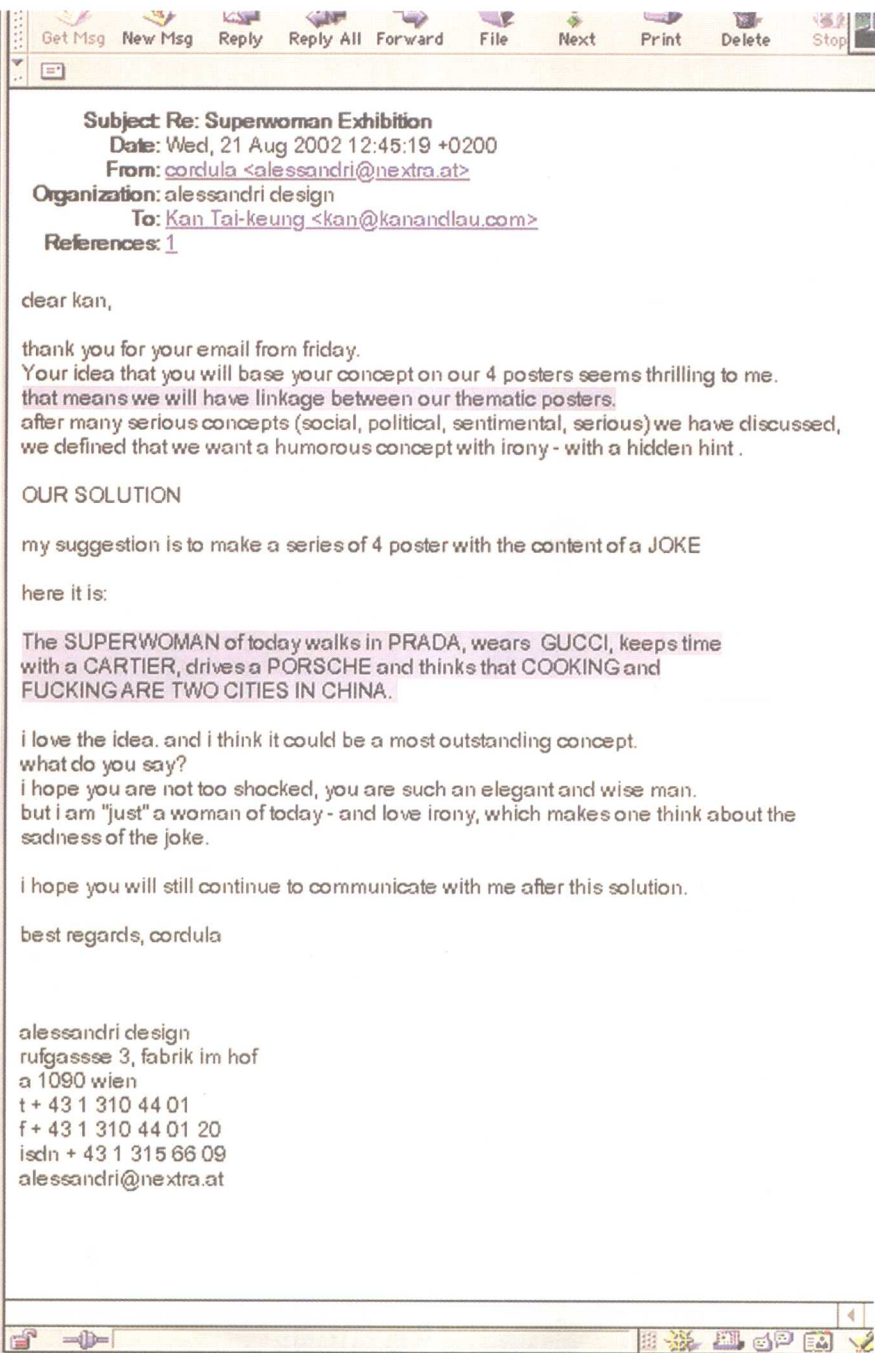 Get Msg New Msg Reply Reply All Forward File Next Print Delete Stop
Subject: Re: Superwoman Exhibition
Date: Wed, 21 Aug 2002 12:45:19 +0200
From: cordula <alessandri@nextra.at>
Organization: alessandri design
To: Kan Tai-keung <kan@kanandlau.com>
References: 1
dear kan,
thank you for your email from friday.
Your idea that you will base your concept on our 4 posters seems thrilling to me.
that means we will have linkage between our thematic posters.
after many serious concepts (social, political, sentimental, serious) we have discussed,
we defined that we want a humorous concept with irony - with a hidden hint .
OUR SOLUTION
my suggestion is to make a series of 4 poster with the content of a JOKE
here it is:
The SUPERWOMAN of today walks in PRADA, wears GUCCI, keeps time
with a CARTIER, drives a PORSCHE and thinks that COOKING and
FUCKING ARE TWO CITIES IN CHINA.
i love the idea. and i think it could be a most outstanding concept.
what do you say?
i hope you are not too shocked, you are such an elegant and wise man.
but i am "just" a woman of today - and love irony, which makes one think about the
sadness of the joke.
i hope you will still continue to communicate with me after this solution.
best regards, cordula
alessandri design
rufgassse 3, fabrik im hof
a 1090 wien
t + 43 1 310 44 01
f + 43 1 310 44 01 20
isdn + 43 1 315 66 09
alessandri@nextra.at